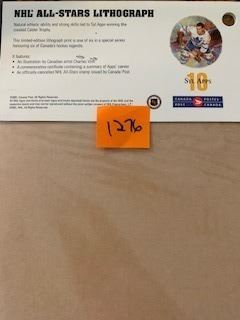 NHL ALL-STARS LITHOGRAPH
Natural athletic ability and strong skills led to Syl Apps winning the
coveted Calder Trophy.
This limited-edition lithograph print is one of six in a special series
honouring six of Canada's hockey legends.
It features:
• An illustration by Canadian artist Charles
• A commemorative certificate containing a summary of Apps' career
• An officially cancelled NHL All-Stars stamp issued by Canada Post
10
SYL APPS
CANADA POST
POSTES CANADA
1276